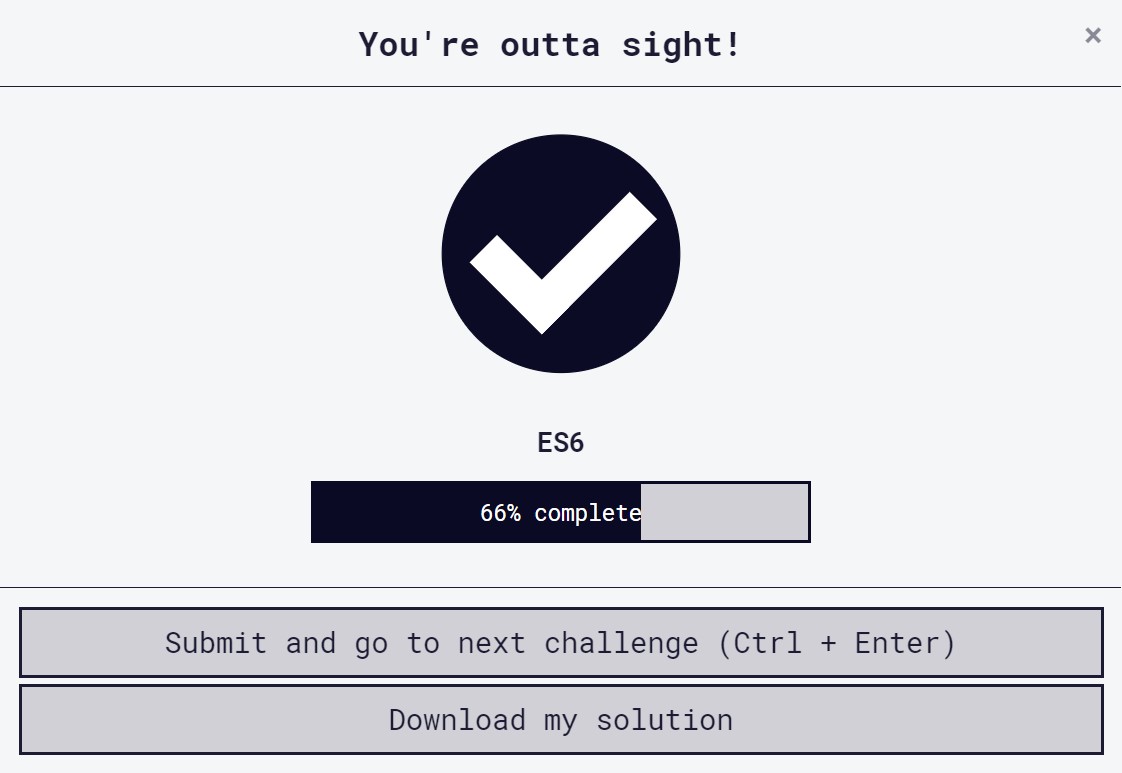 You're outta sight!
×
ES6
66% complete
Submit and go to next challenge (Ctrl + Enter)
Download my solution